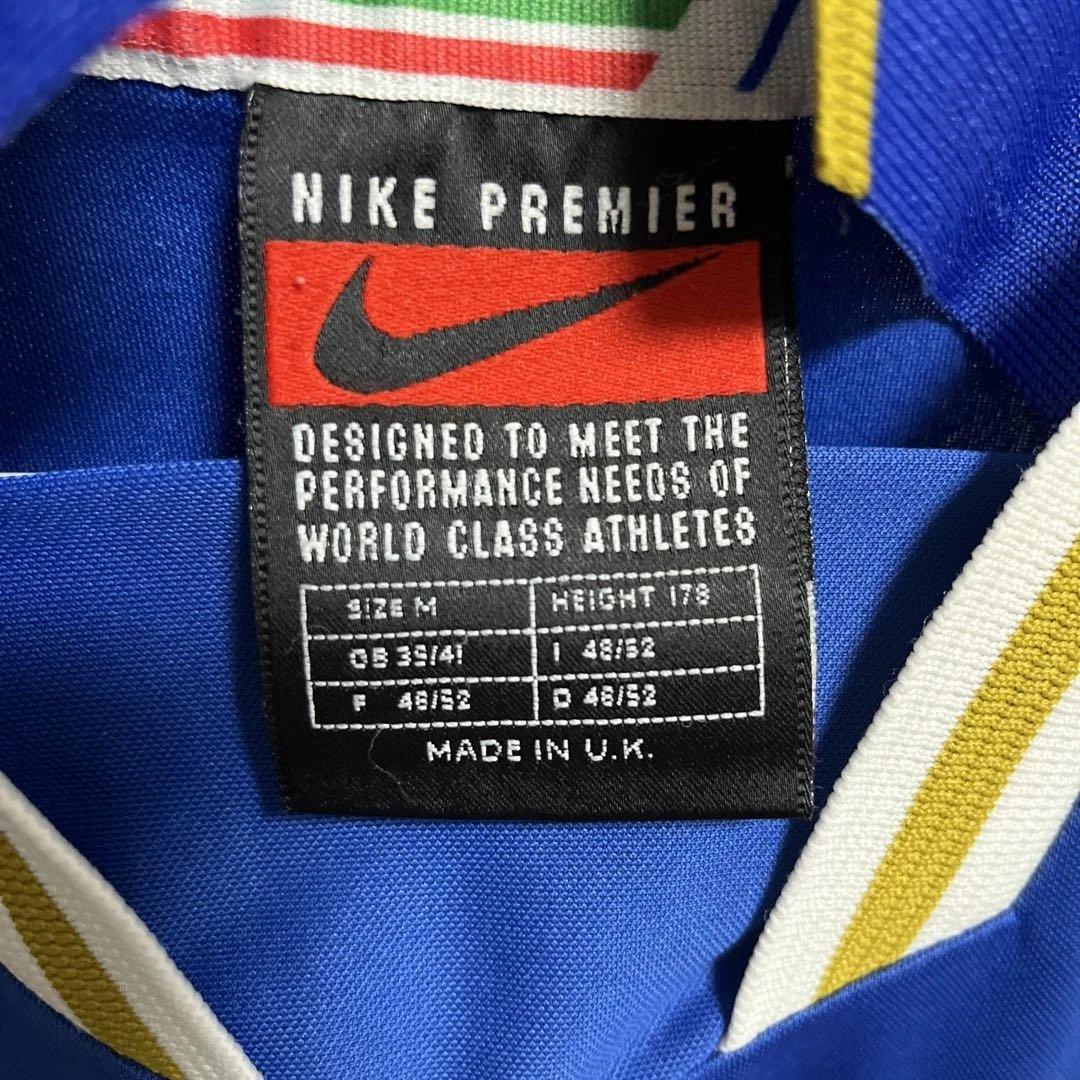 NIKE PREMIER
DESIGNED TO MEET THE
PERFORMANCE NEEDS OF
WORLD CLASS ATHLETES
SIZE M HEIGHT 178
GB 39/41 I 48/52
F 48/52 D 48/52
MADE IN U.K.